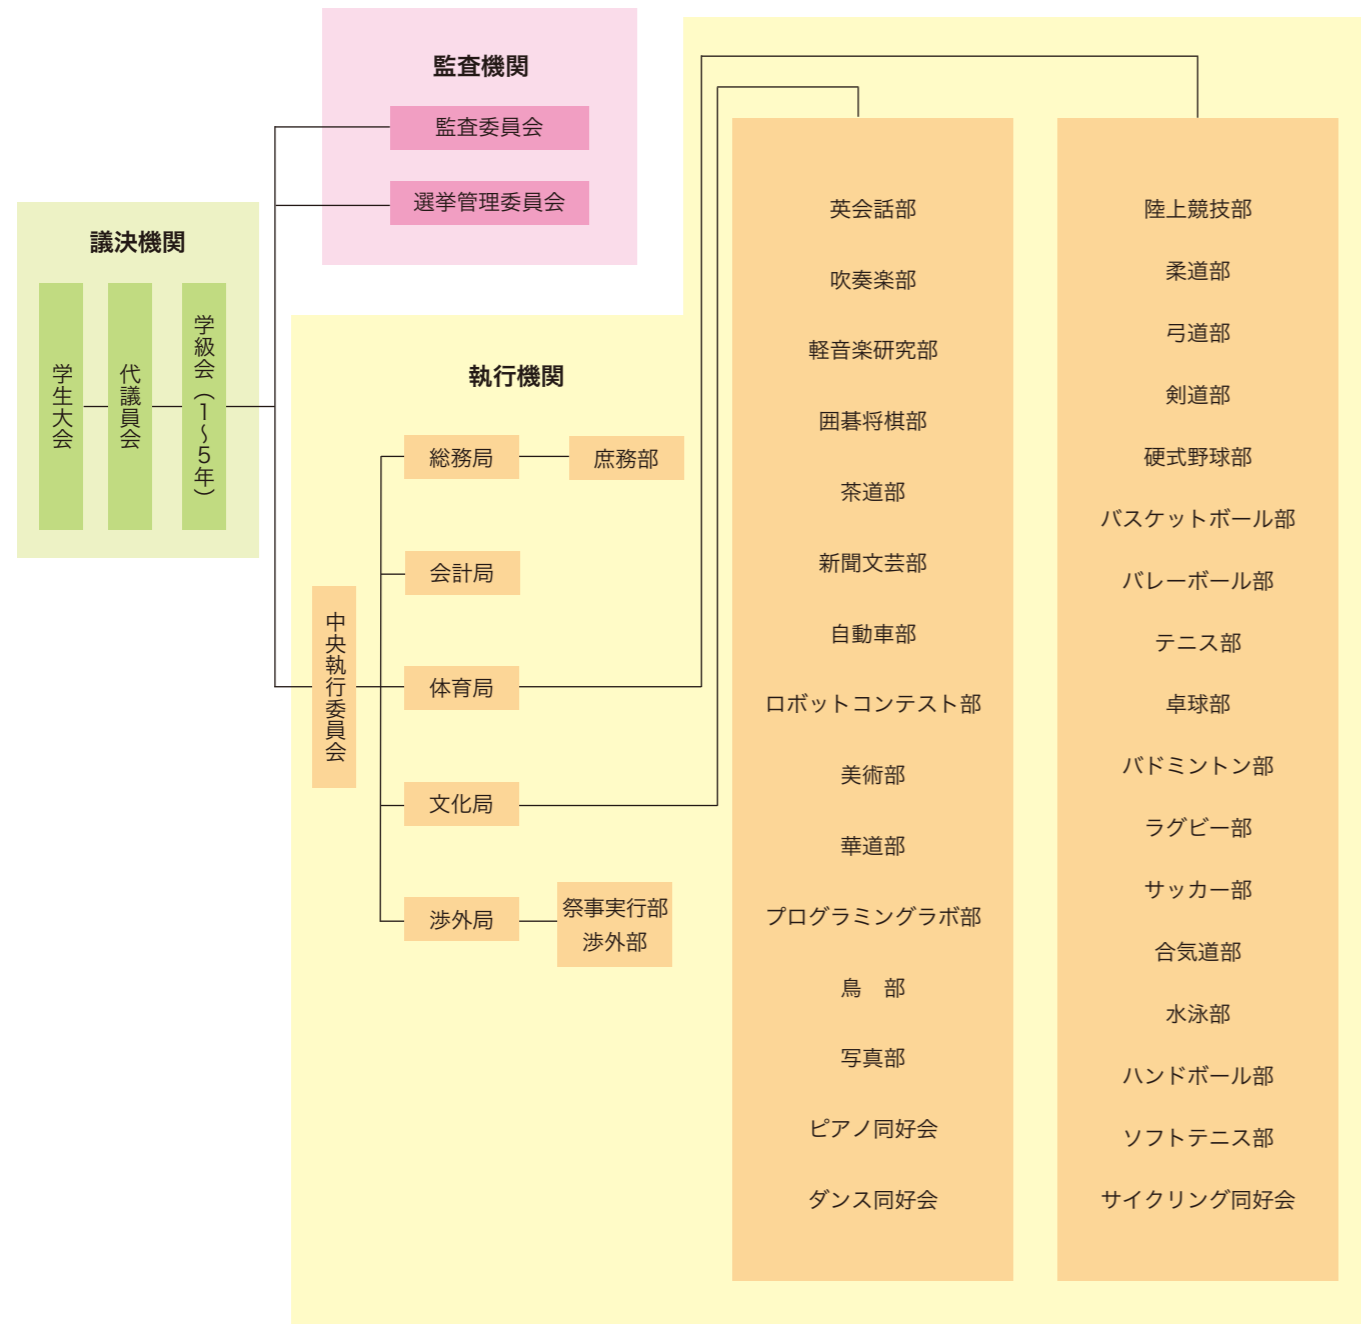 監査機関
監査委員会
選挙管理委員会
議決機関
学生大会
代議員会
学級会（1～5年）
執行機関
中央執行委員会
総務局
庶務部
会計局
体育局
文化局
渉外局
祭事実行部
渉外部
英会話部
吹奏楽部
軽音楽研究部
囲碁将棋部
茶道部
新聞文芸部
自動車部
ロボットコンテスト部
美術部
華道部
プログラミングラボ部
鳥　部
写真部
ピアノ同好会
ダンス同好会
陸上競技部
柔道部
弓道部
剣道部
硬式野球部
バスケットボール部
バレーボール部
テニス部
卓球部
バドミントン部
ラグビー部
サッカー部
合気道部
水泳部
ハンドボール部
ソフトテニス部
サイクリング同好会